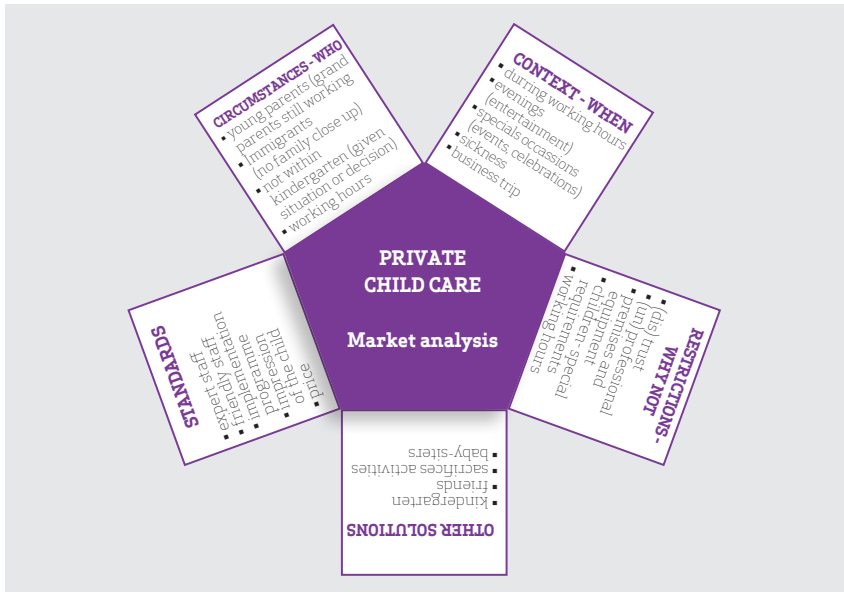 PRIVATE
CHILD CARE
Market analysis
CIRCUMSTANCES - WHO
▪ young parents (grand
parents still working
▪ Immigrants
(no family close up)
▪ not within
kindergarten (given
situation or decision)
▪ working hours
CONTEXT - WHEN
▪ durring working hours
▪ evenings
(entertainment)
▪ specials occassions
(events, celebrations)
▪ sickness
▪ business trip
RESTRICTIONS -
WHY NOT
▪ (dis) trust
▪ (un) professional
▪ premises and
equipment
▪ children- special
requirements
▪ working hours
OTHER SOLUTIONS
▪ kindergarten
▪ friends
▪ sacrifices activities
▪ baby-siters
STANDARDS
▪ expert staff
▪ friendly staff
▪ implementation
programme
▪ impression
of the child
▪ price